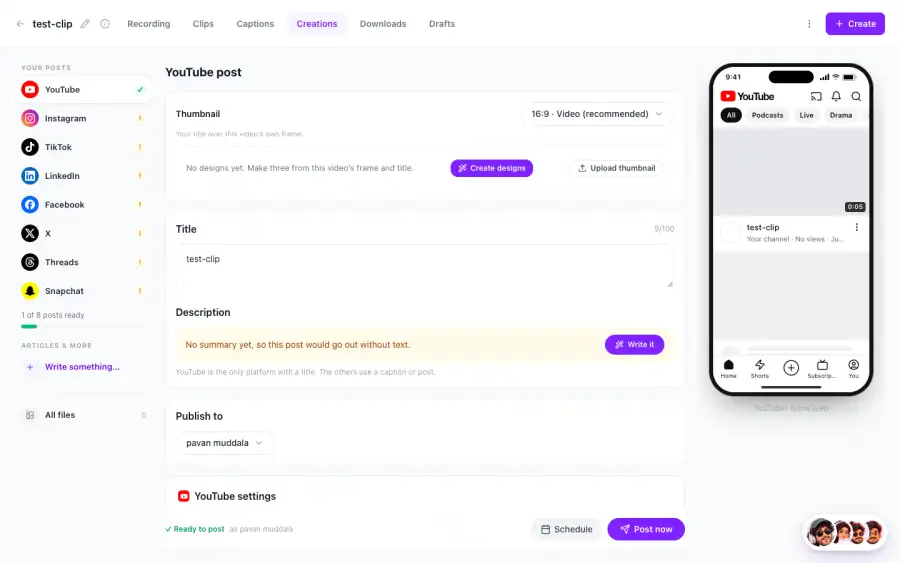 test-clip
Recording
Clips
Captions
Creations
Downloads
Drafts
+ Create
YOUR POSTS
YouTube
Instagram
TikTok
LinkedIn
Facebook
X
Threads
Snapchat
1 of 8 posts ready
ARTICLES & MORE
+ Write something...
All files
0
YouTube post
Thumbnail
16:9 · Video (recommended)
Your title over this video's own frame.
No designs yet. Make three from this video's frame and title.
Create designs
Upload thumbnail
Title
9/100
test-clip
Description
No summary yet, so this post would go out without text.
Write it
YouTube is the only platform with a title. The others use a caption or post.
Publish to
pavan muddala
YouTube settings
Ready to post as pavan muddala
Schedule
Post now
9:41
YouTube
All
Podcasts
Live
Drama
0:05
test-clip
Your channel · No views · Ju...
Home
Shorts
Subscrip...
You
YouTube · home feed